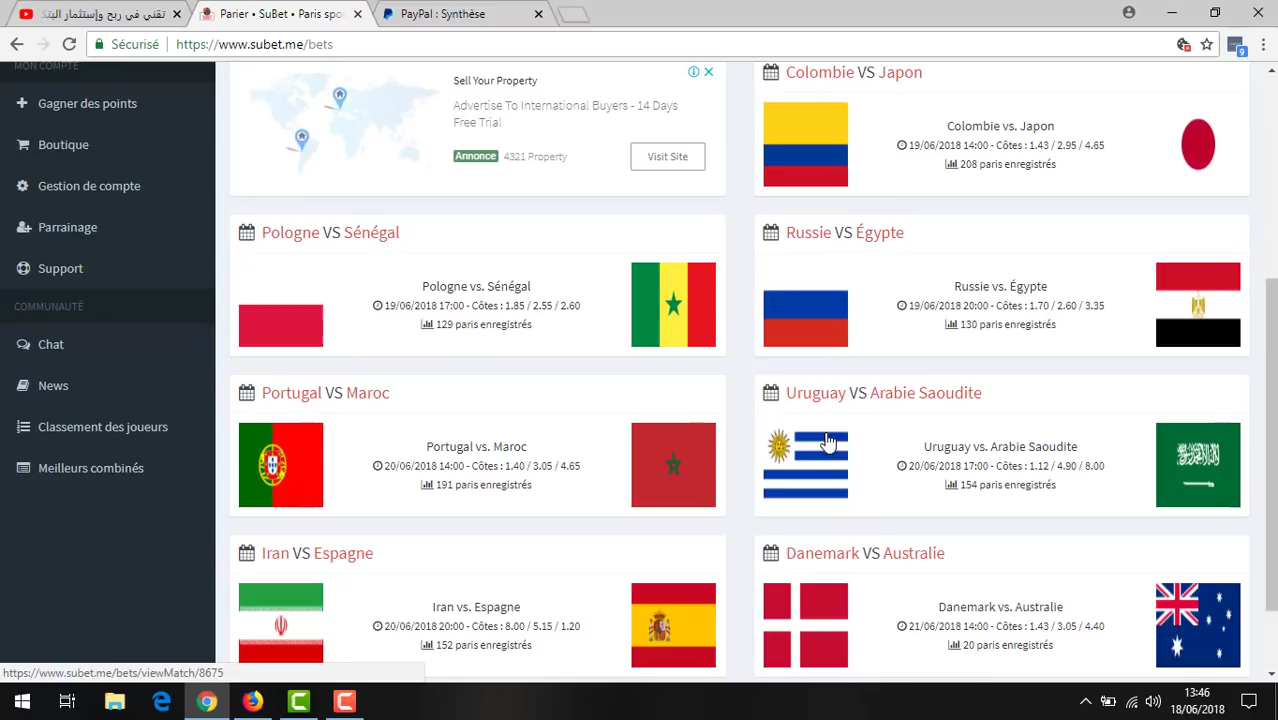 تقني في ربح وإستثمار البتـ
Parier • SuBet • Paris spo
PayPal : Synthèse
Sécurisé
https://www.subet.me/bets
9
MON COMPTE
Gagner des points
Boutique
Gestion de compte
Parrainage
Support
COMMUNAUTÉ
Chat
News
Classement des joueurs
Meilleurs combinés
Sell Your Property
Advertise To International Buyers - 14 Days
Free Trial
Annonce 4321 Property
Visit Site
Colombie VS Japon
Colombie vs. Japon
19/06/2018 14:00 - Côtes : 1.43 / 2.95 / 4.65
208 paris enregistrés
Pologne VS Sénégal
Pologne vs. Sénégal
19/06/2018 17:00 - Côtes : 1.85 / 2.55 / 2.60
129 paris enregistrés
Russie VS Égypte
Russie vs. Égypte
19/06/2018 20:00 - Côtes : 1.70 / 2.60 / 3.35
130 paris enregistrés
Portugal VS Maroc
Portugal vs. Maroc
20/06/2018 14:00 - Côtes : 1.40 / 3.05 / 4.65
191 paris enregistrés
Uruguay VS Arabie Saoudite
Uruguay vs. Arabie Saoudite
20/06/2018 17:00 - Côtes : 1.12 / 4.90 / 8.00
154 paris enregistrés
Iran VS Espagne
Iran vs. Espagne
20/06/2018 20:00 - Côtes : 8.00 / 5.15 / 1.20
152 paris enregistrés
Danemark VS Australie
Danemark vs. Australie
21/06/2018 14:00 - Côtes : 1.43 / 3.05 / 4.40
20 paris enregistrés
https://www.subet.me/bets/viewMatch/8675
13:46
18/06/2018